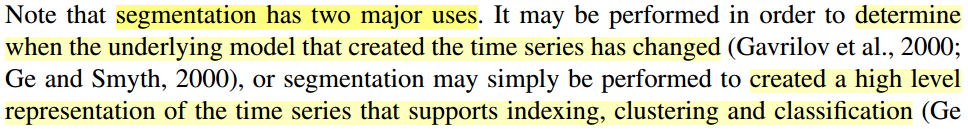 Note that segmentation has two major uses. It may be performed in order to determine
when the underlying model that created the time series has changed (Gavrilov et al., 2000;
Ge and Smyth, 2000), or segmentation may simply be performed to created a high level
representation of the time series that supports indexing, clustering and classification (Ge